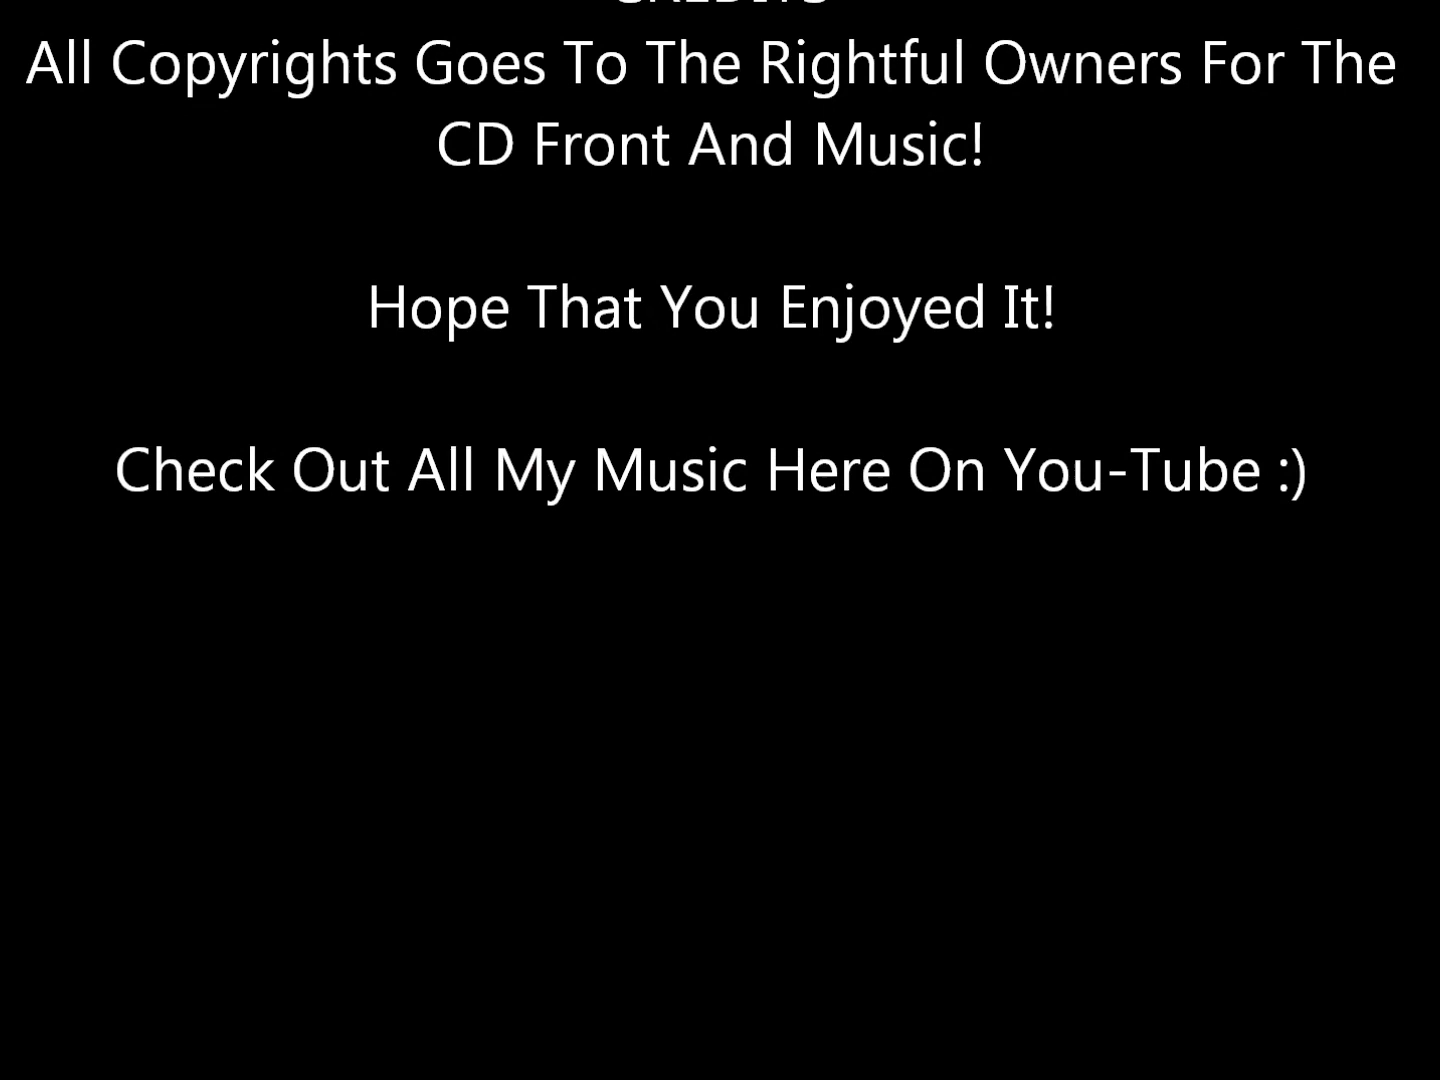 CREDITS
All Copyrights Goes To The Rightful Owners For The
CD Front And Music!
Hope That You Enjoyed It!
Check Out All My Music Here On You-Tube :)